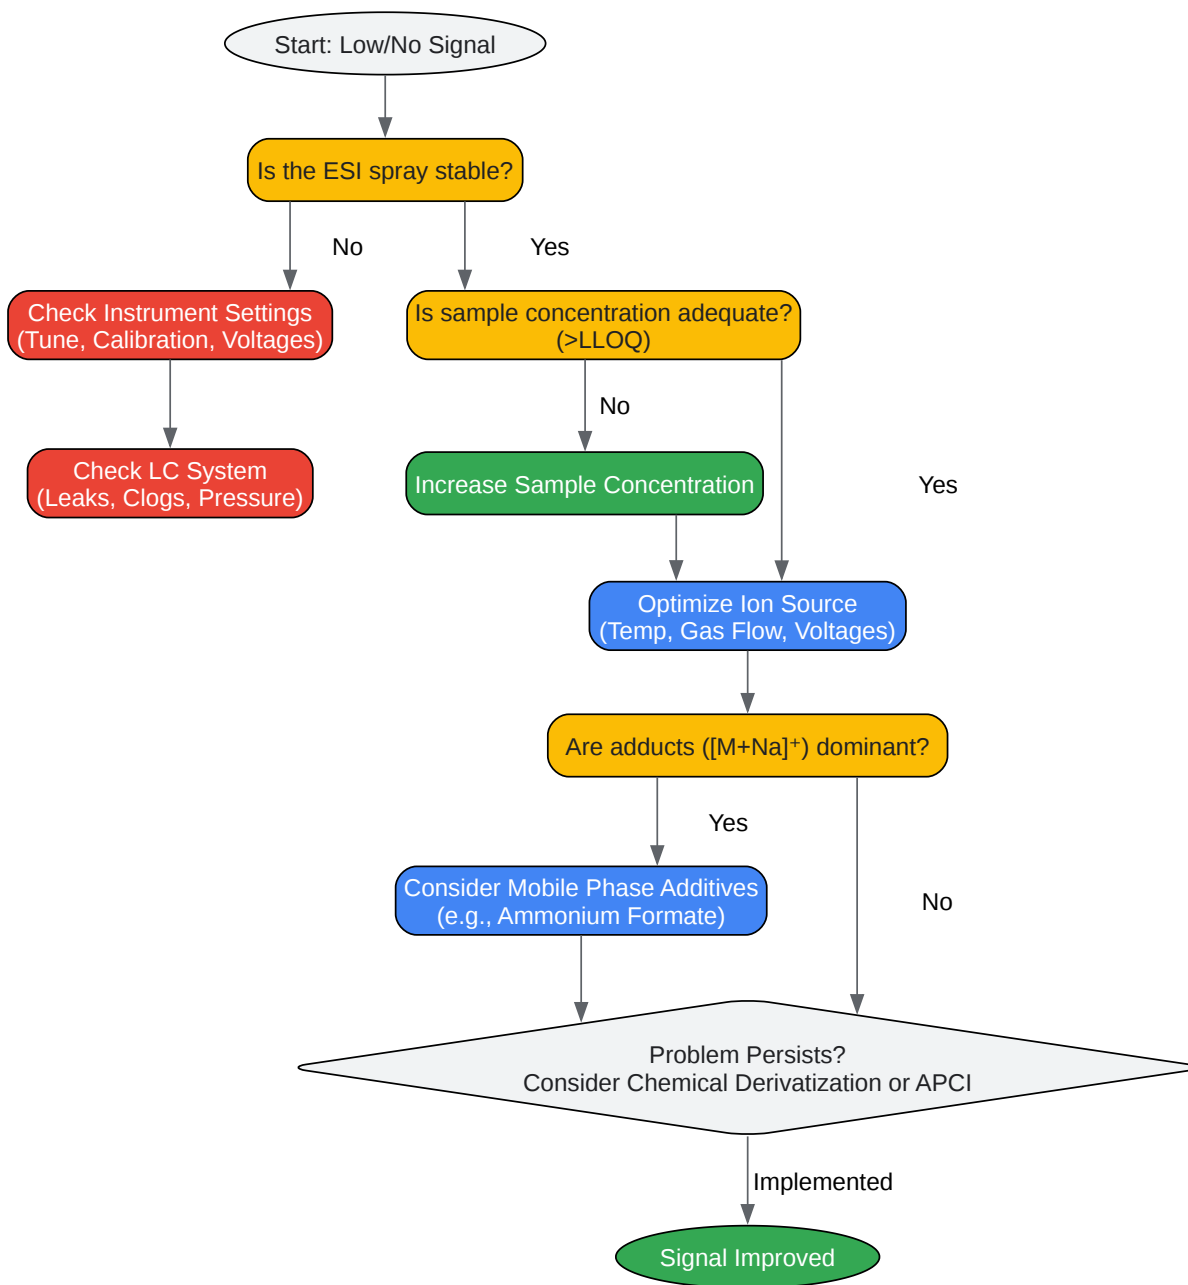 Start: Low/No Signal
Is the ESI spray stable?
No
Yes
Check Instrument Settings
(Tune, Calibration, Voltages)
Is sample concentration adequate?
(>LLOQ)
No
Check LC System
(Leaks, Clogs, Pressure)
Increase Sample Concentration
Yes
Optimize Ion Source
(Temp, Gas Flow, Voltages)
Are adducts ([M+Na]⁺) dominant?
Yes
Consider Mobile Phase Additives
(e.g., Ammonium Formate)
No
Problem Persists?
Consider Chemical Derivatization or APCI
Implemented
Signal Improved